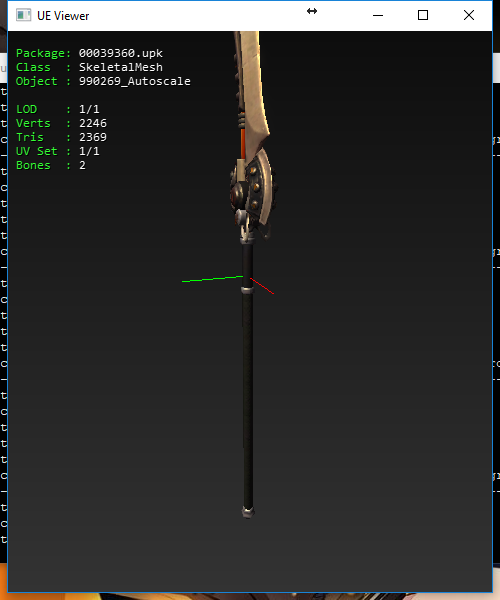 UE Viewer
Package: 00039360.upk
Class : SkeletalMesh
Object : 990269_Autoscale
LOD : 1/1
Verts : 2246
Tris : 2369
UV Set : 1/1
Bones : 2